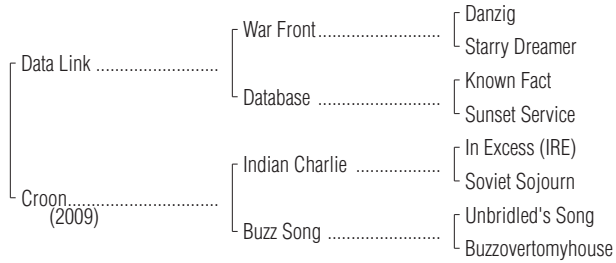 Danzig
War Front
Starry Dreamer
Data Link
Known Fact
Database
Sunset Service
In Excess (IRE)
Indian Charlie
Soviet Sojourn
Croon
(2009)
Unbridled's Song
Buzz Song
Buzzovertomyhouse